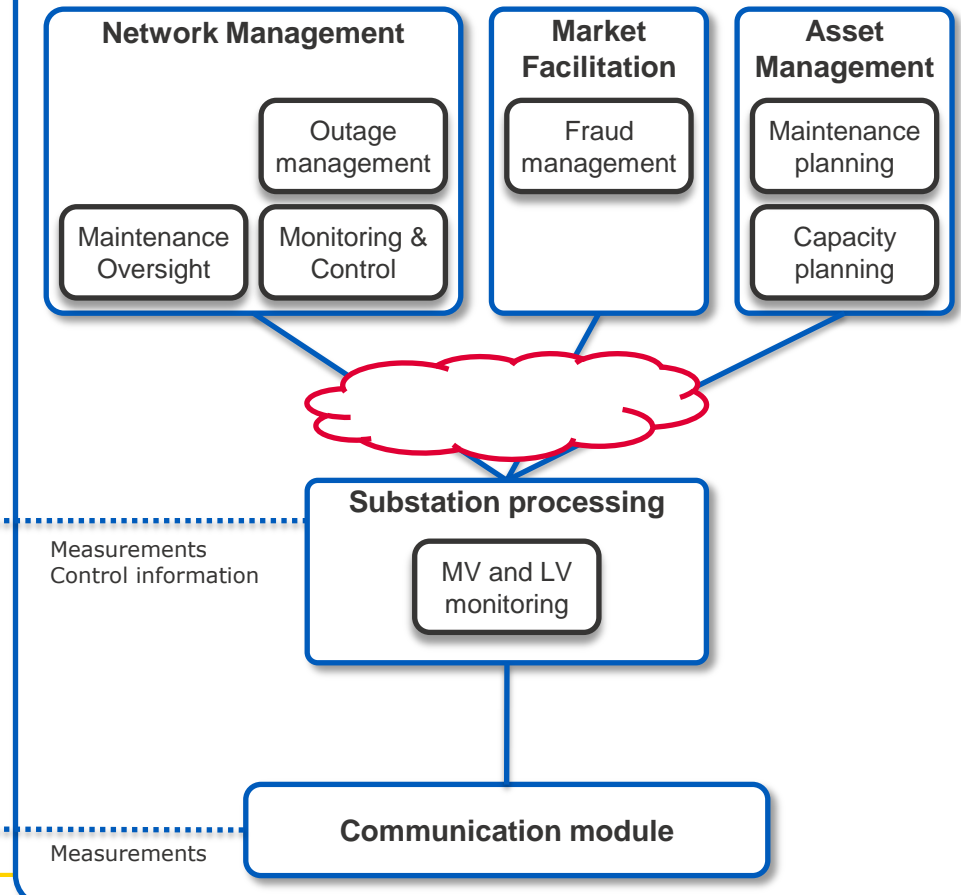 Network Management
Outage
management
Maintenance
Oversight
Monitoring &
Control
Market
Facilitation
Fraud
management
Asset
Management
Maintenance
planning
Capacity
planning
Substation processing
MV and LV
monitoring
Measurements
Control information
Communication module
Measurements